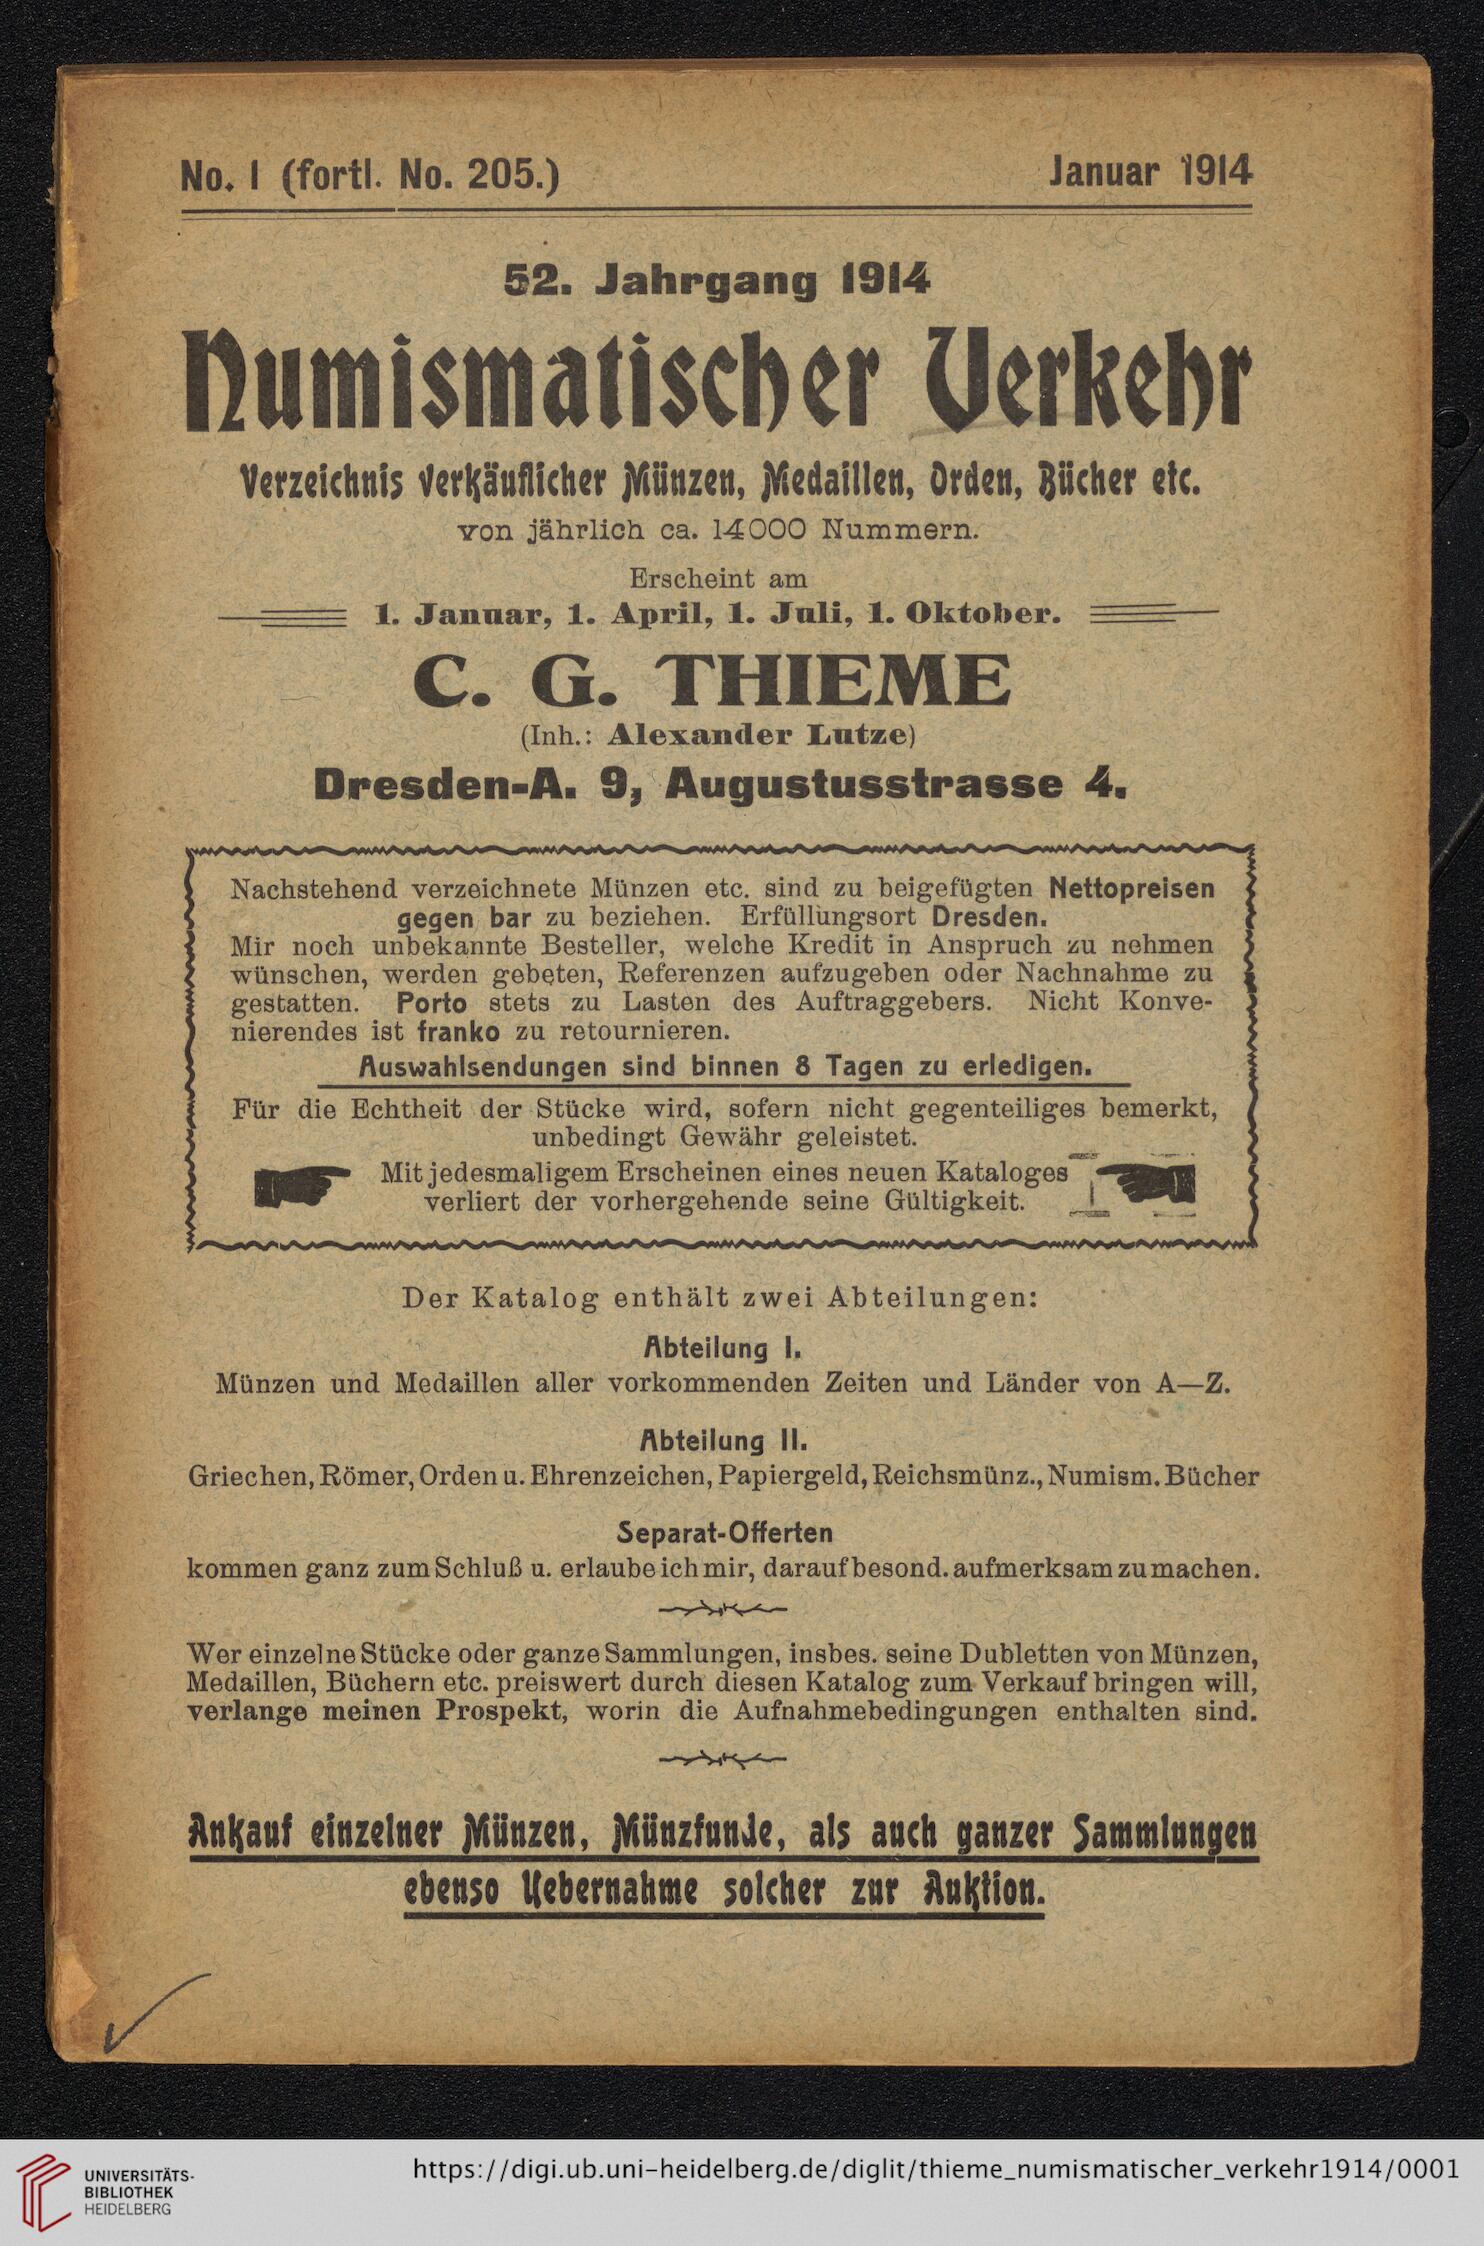 No. 1 (fortl. No. 205.) Januar 1914
52. Jahrgang 1914
Numismatischer Verkehr
Verzeichnis verkäuflicher Münzen, Medaillen, Orden, Bücher etc.
von jährlich ca. 14000 Nummern.
Erscheint am
1. Januar, 1. April, 1. Juli, 1. Oktober.
C. G. THIEME
(Inh.: Alexander Lutze)
Dresden-A. 9, Augustusstrasse 4.
Nachstehend verzeichnete Münzen etc. sind zu beigefügten Nettopreisen
gegen bar zu beziehen. Erfüllungsort Dresden.
Mir noch unbekannte Besteller, welche Kredit in Anspruch zu nehmen
wünschen, werden gebeten, Referenzen aufzugeben oder Nachnahme zu
gestatten. Porto stets zu Lasten des Auftraggebers. Nicht Konve-
nierendes ist franko zu retournieren.
Auswahlsendungen sind binnen 8 Tagen zu erledigen.
Für die Echtheit der Stücke wird, sofern nicht gegenteiliges bemerkt,
unbedingt Gewähr geleistet.
Mit jedesmaligem Erscheinen eines neuen Kataloges
verliert der vorhergehende seine Gültigkeit.
Der Katalog enthält zwei Abteilungen:
Abteilung I.
Münzen und Medaillen aller vorkommenden Zeiten und Länder von A—Z.
Abteilung II.
Griechen, Römer, Orden u. Ehrenzeichen, Papiergeld, Reichsmünz., Numism. Bücher
Separat-Offerten
kommen ganz zum Schluß u. erlaube ich mir, darauf besond. aufmerksam zu machen.
Wer einzelne Stücke oder ganze Sammlungen, insbes. seine Dubletten von Münzen,
Medaillen, Büchern etc. preiswert durch diesen Katalog zum Verkauf bringen will,
verlange meinen Prospekt, worin die Aufnahmebedingungen enthalten sind.
Ankauf einzelner Münzen, Münzfunde, als auch ganzer Sammlungen
ebenso Uebernahme solcher zur Auktion.
UNIVERSITÄTS-
BIBLIOTHEK
HEIDELBERG
https://digi.ub.uni-heidelberg.de/diglit/thieme_numismatischer_verkehr1914/0001